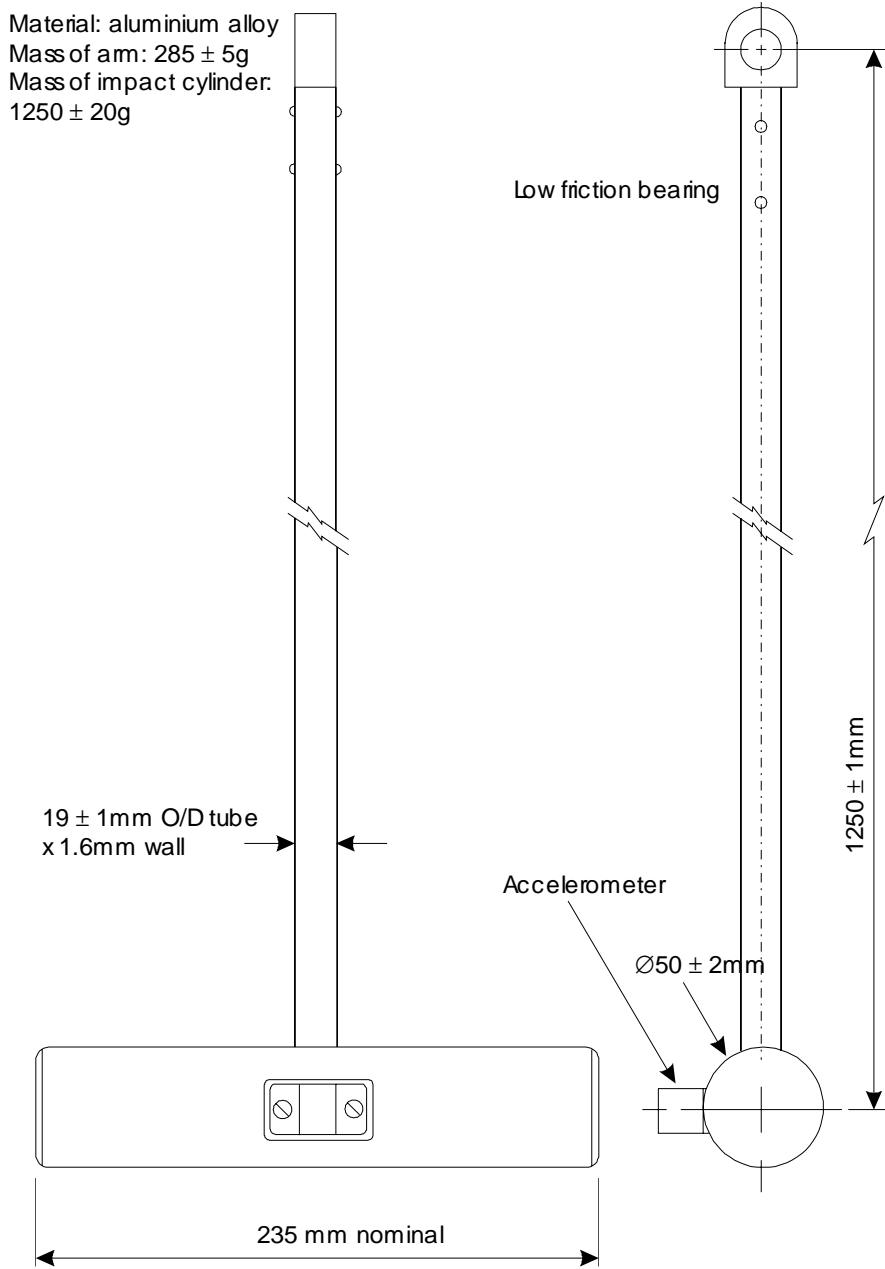 Material: aluminium alloy
Mass of arm: 285 ± 5g
Mass of impact cylinder:
1250 ± 20g
Low friction bearing
1250 ± 1mm
19 ± 1mm O/D tube
x 1.6mm wall
Accelerometer
∅50 ± 2mm
235 mm nominal